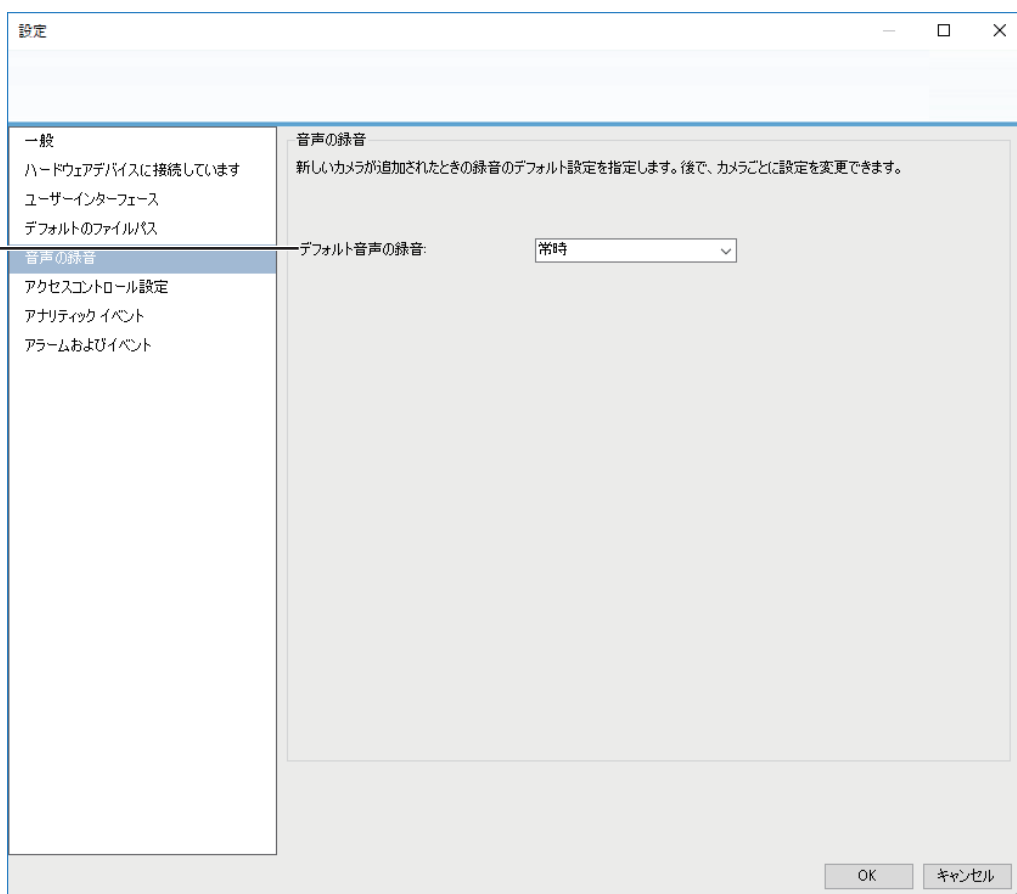 設定
一般
ハードウェアデバイスに接続しています
ユーザーインターフェース
デフォルトのファイルパス
音声の録音
アクセスコントロール設定
アナリティック イベント
アラームおよびイベント
音声の録音
新しいカメラが追加されたときの録音のデフォルト設定を指定します。後で、カメラごとに設定を変更できます。
デフォルト音声の録音: 常時
OK キャンセル